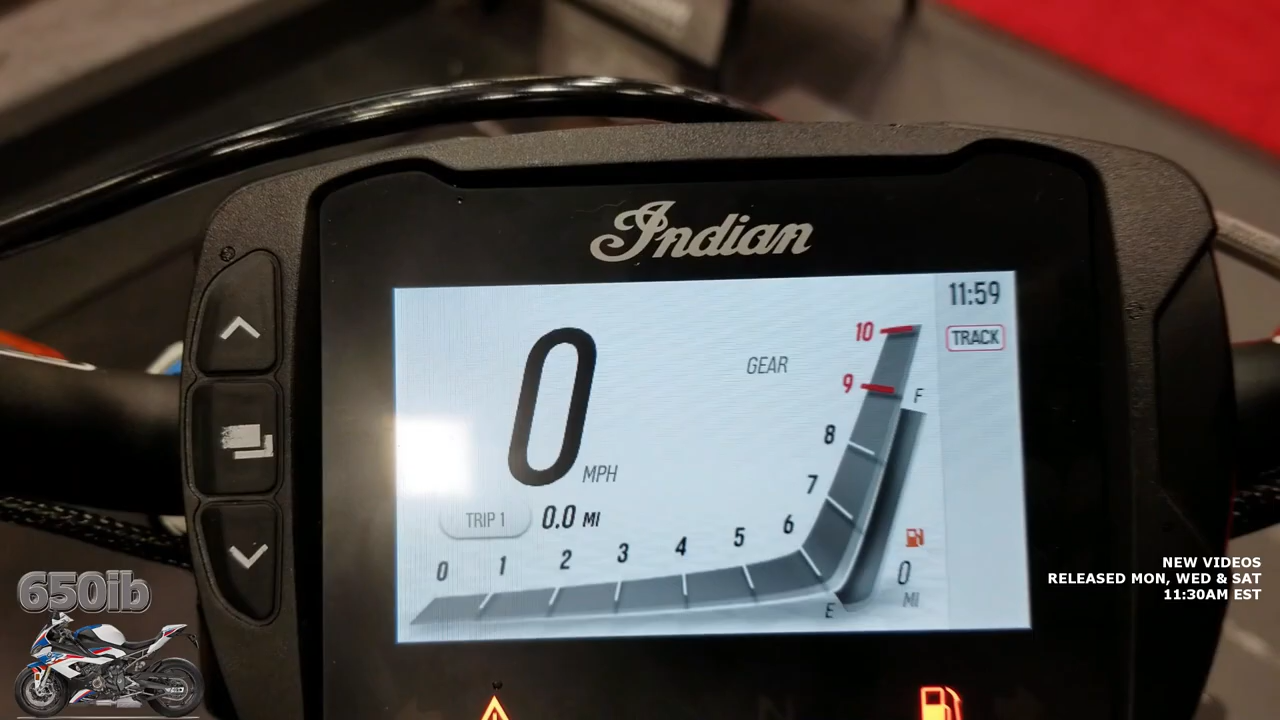 Indian
11:59
TRACK
10
GEAR
9
F
8
0
MPH
7
TRIP 1
0.0 MI
6
5
4
3
2
1
0
0
MI
E
NEW VIDEOS
RELEASED MON, WED & SAT
11:30AM EST
650ib